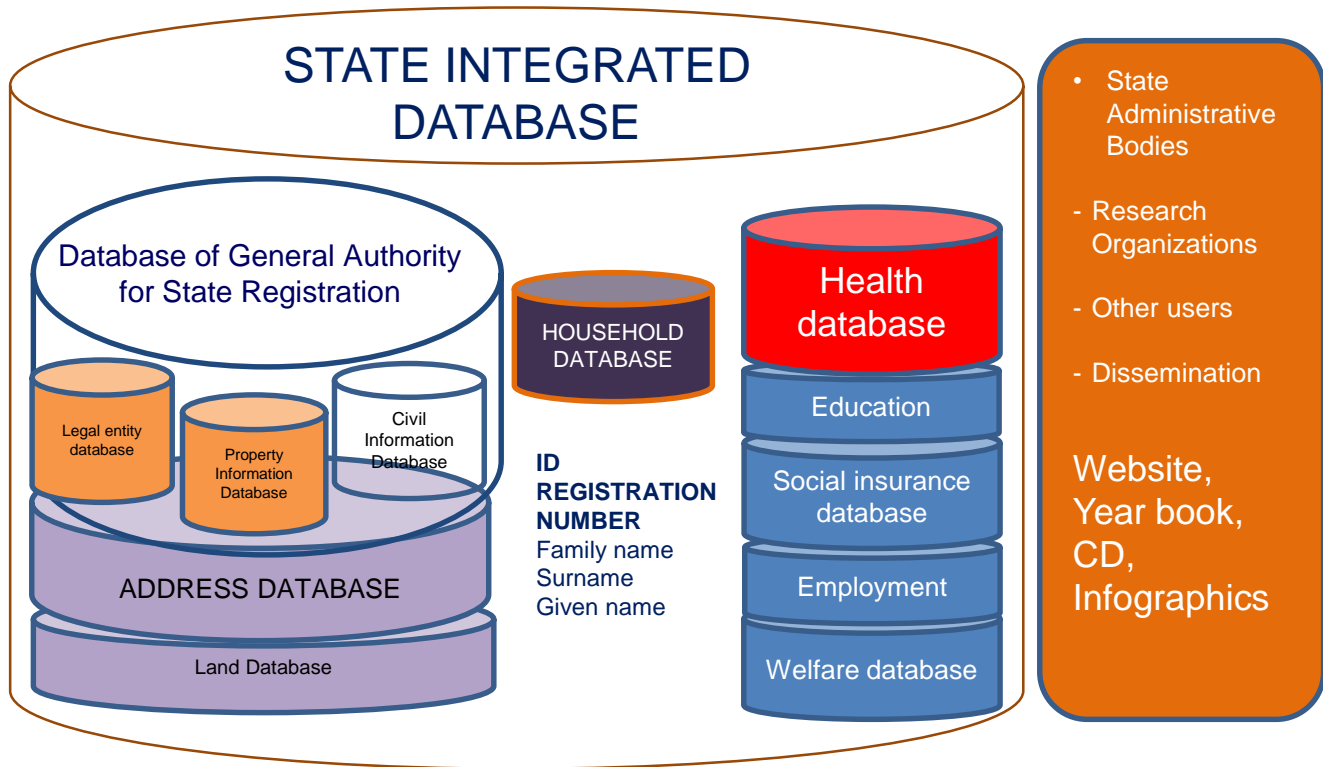 STATE INTEGRATED
DATABASE
Database of General Authority
for State Registration
Legal entity
database
Property
Information
Database
Civil
Information
Database
ADDRESS DATABASE
Land Database
HOUSEHOLD
DATABASE
ID
REGISTRATION
NUMBER
Family name
Surname
Given name
Health
database
Education
Social insurance
database
Employment
Welfare database
• State
Administrative
Bodies
- Research
Organizations
- Other users
- Dissemination
Website,
Year book,
CD,
Infographics